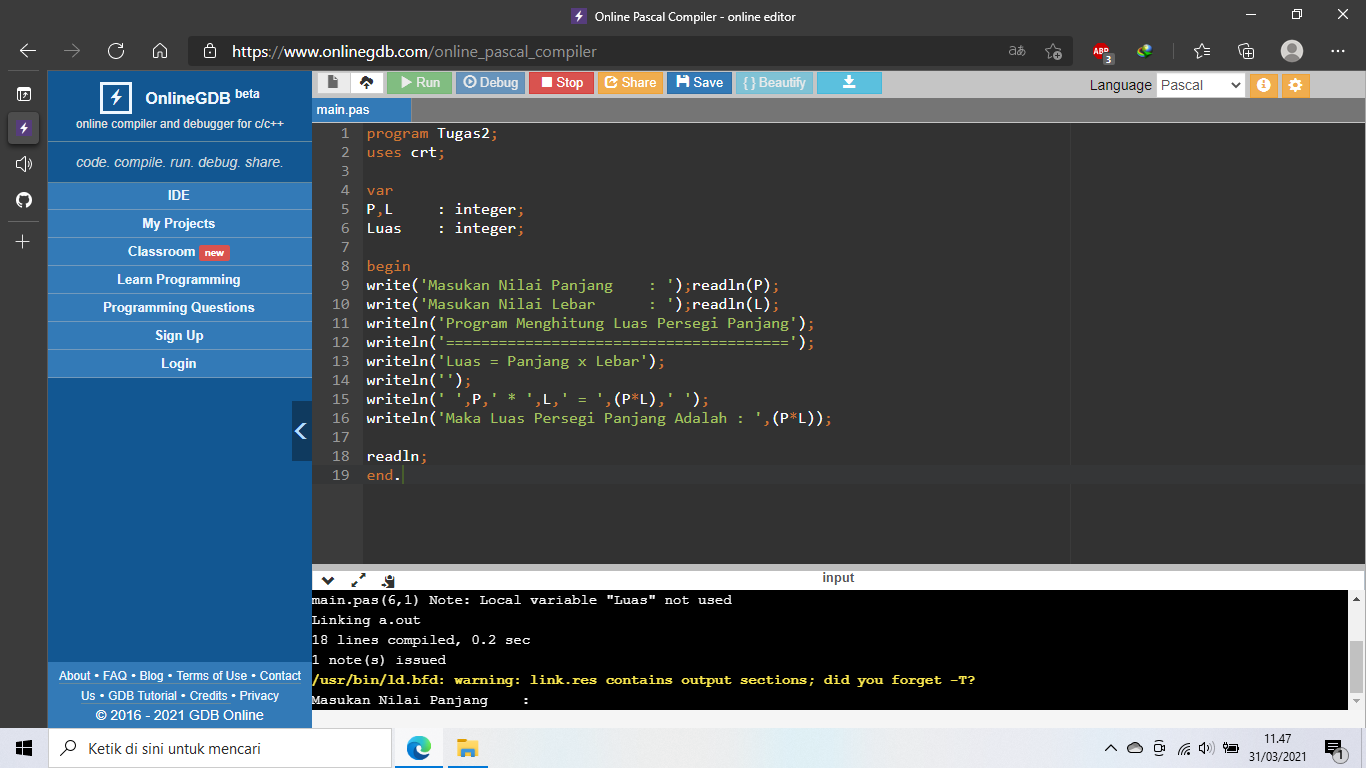 Online Pascal Compiler - online editor
https://www.onlinegdb.com/online_pascal_compiler
aあ
ABP
3
OnlineGDB beta
online compiler and debugger for c/c++
code. compile. run. debug. share.
IDE
My Projects
Classroom new
Learn Programming
Programming Questions
Sign Up
Login
About • FAQ • Blog • Terms of Use • Contact
Us • GDB Tutorial • Credits • Privacy
© 2016 - 2021 GDB Online
Run Debug Stop Share Save { } Beautify
Language Pascal
main.pas
1 program Tugas2;
2 uses crt;
3
4 var
5 P,L     : integer;
6 Luas    : integer;
7
8 begin
9 write('Masukan Nilai Panjang    : ');readln(P);
10 write('Masukan Nilai Lebar      : ');readln(L);
11 writeln('Program Menghitung Luas Persegi Panjang');
12 writeln('=======================================');
13 writeln('Luas = Panjang x Lebar');
14 writeln('');
15 writeln(' ',P,' * ',L,' = ',(P*L),' ');
16 writeln('Maka Luas Persegi Panjang Adalah : ',(P*L));
17
18 readln;
19 end.
input
main.pas(6,1) Note: Local variable "Luas" not used
Linking a.out
18 lines compiled, 0.2 sec
1 note(s) issued
/usr/bin/ld.bfd: warning: link.res contains output sections; did you forget -T?
Masukan Nilai Panjang    :
Ketik di sini untuk mencari
11.47
31/03/2021
1